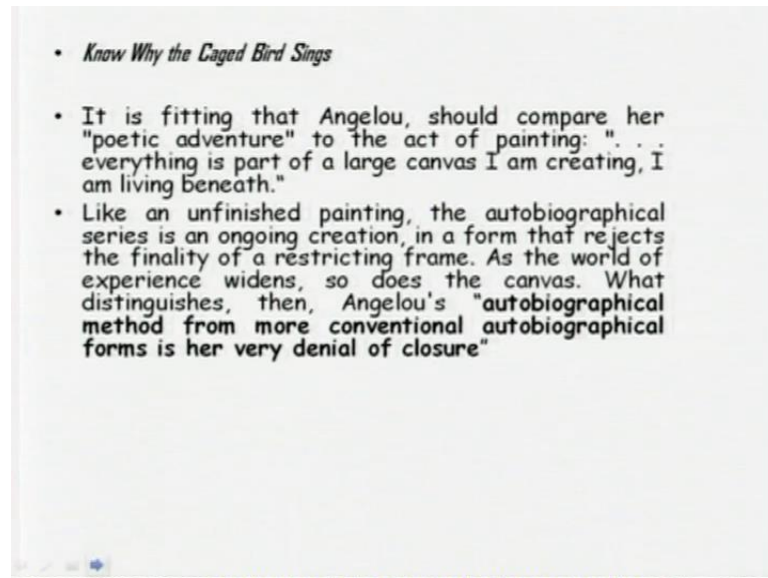 • Know Why the Caged Bird Sings
• It is fitting that Angelou, should compare her
"poetic adventure" to the act of painting: ". . .
everything is part of a large canvas I am creating, I
am living beneath."
• Like an unfinished painting, the autobiographical
series is an ongoing creation, in a form that rejects
the finality of a restricting frame. As the world of
experience widens, so does the canvas. What
distinguishes, then, Angelou's "autobiographical
method from more conventional autobiographical
forms is her very denial of closure"